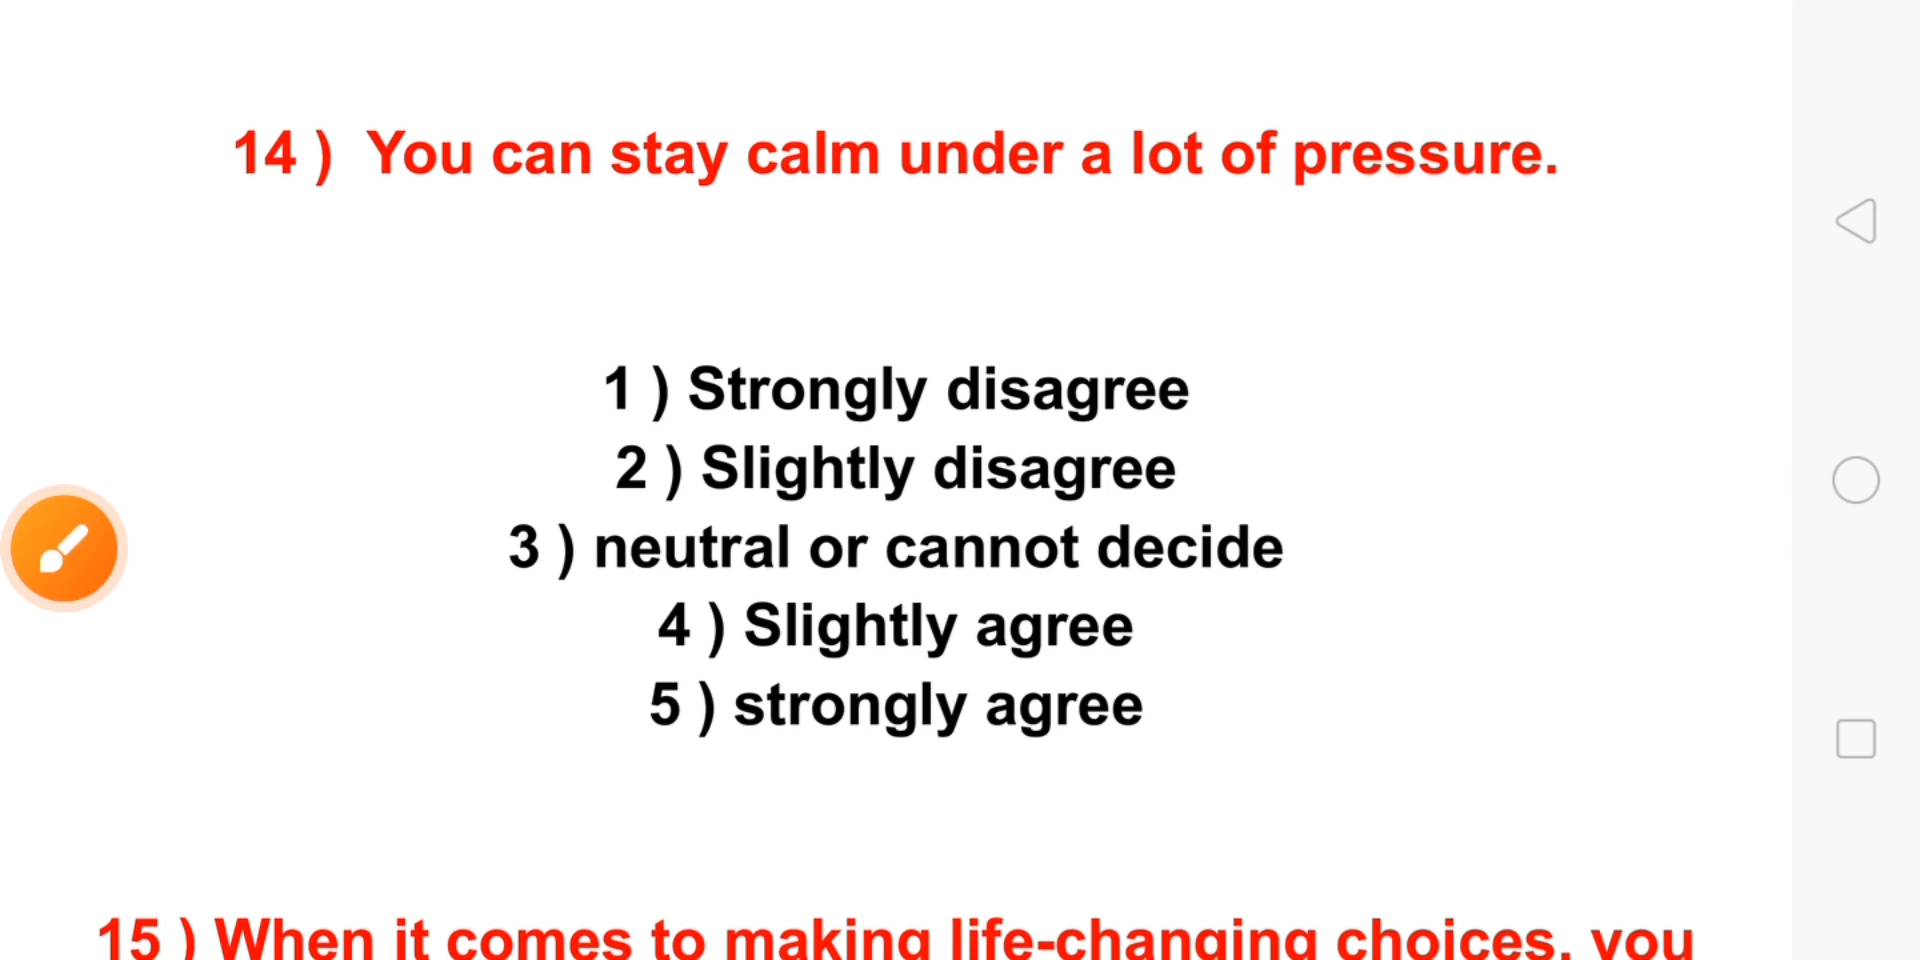 14 ) You can stay calm under a lot of pressure.
1 ) Strongly disagree
2 ) Slightly disagree
3 ) neutral or cannot decide
4 ) Slightly agree
5 ) strongly agree
15 ) When it comes to making life-changing choices, you